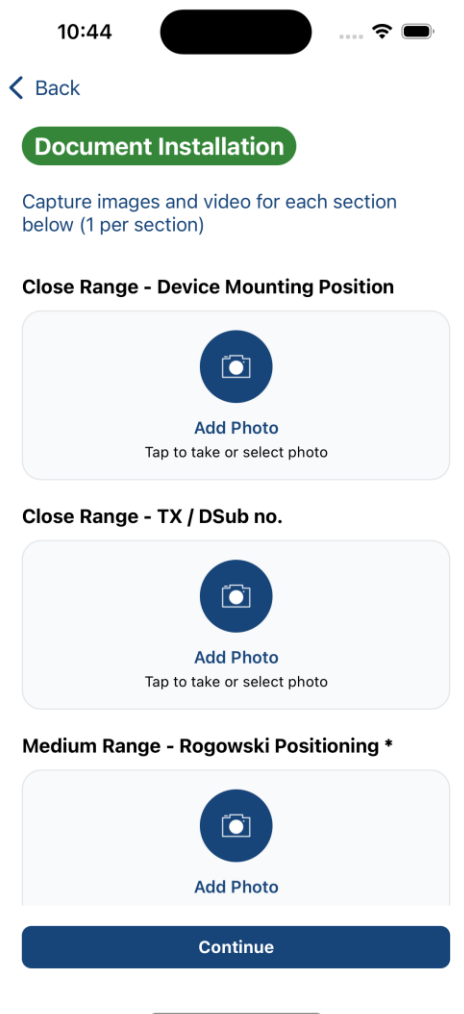 10:44
Back
Document Installation
Capture images and video for each section
below (1 per section)
Close Range - Device Mounting Position
Add Photo
Tap to take or select photo
Close Range - TX / DSub no.
Add Photo
Tap to take or select photo
Medium Range - Rogowski Positioning *
Add Photo
Continue